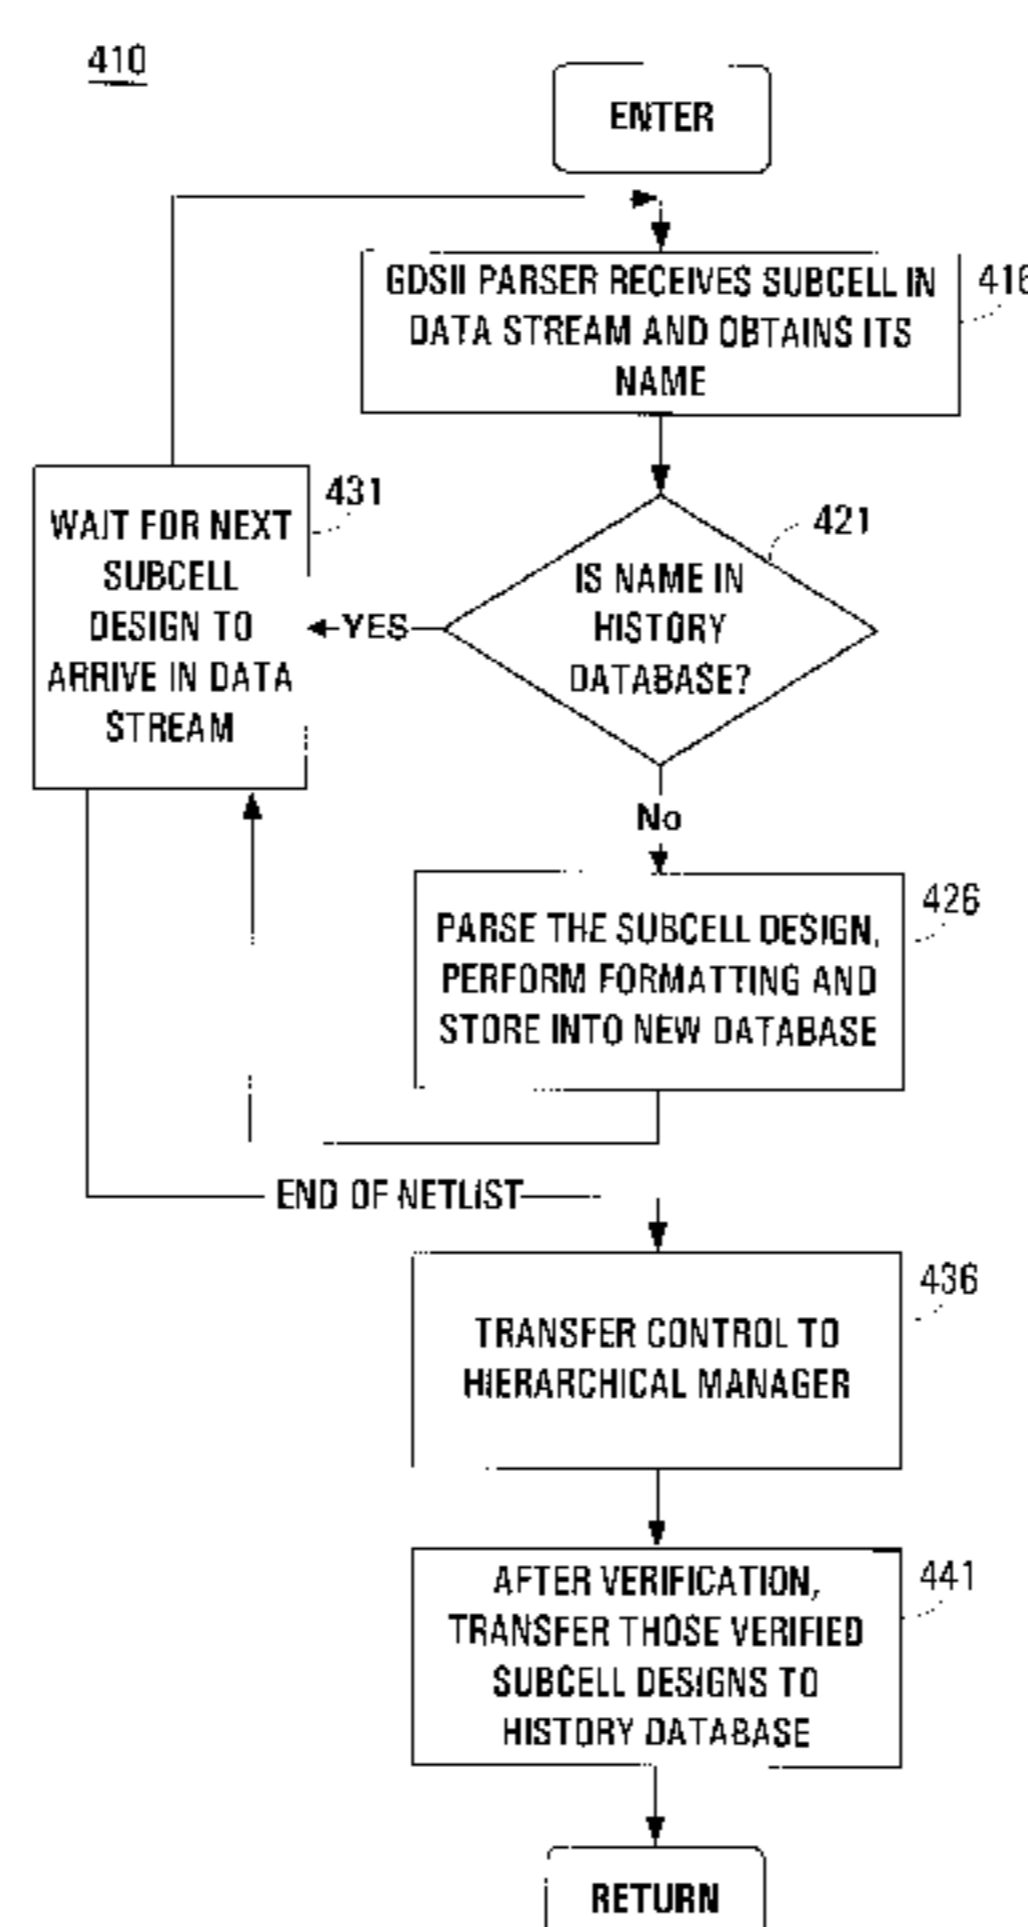 410
ENTER
GDSII PARSER RECEIVES SUBCELL IN
DATA STREAM AND OBTAINS ITS
NAME
416
WAIT FOR NEXT
SUBCELL
DESIGN TO
ARRIVE IN DATA
STREAM
431
YES
IS NAME IN
HISTORY
DATABASE?
421
No
PARSE THE SUBCELL DESIGN,
PERFORM FORMATTING AND
STORE INTO NEW DATABASE
426
END OF NETLIST
TRANSFER CONTROL TO
HIERARCHICAL MANAGER
436
AFTER VERIFICATION,
TRANSFER THOSE VERIFIED
SUBCELL DESIGNS TO
HISTORY DATABASE
441
RETURN